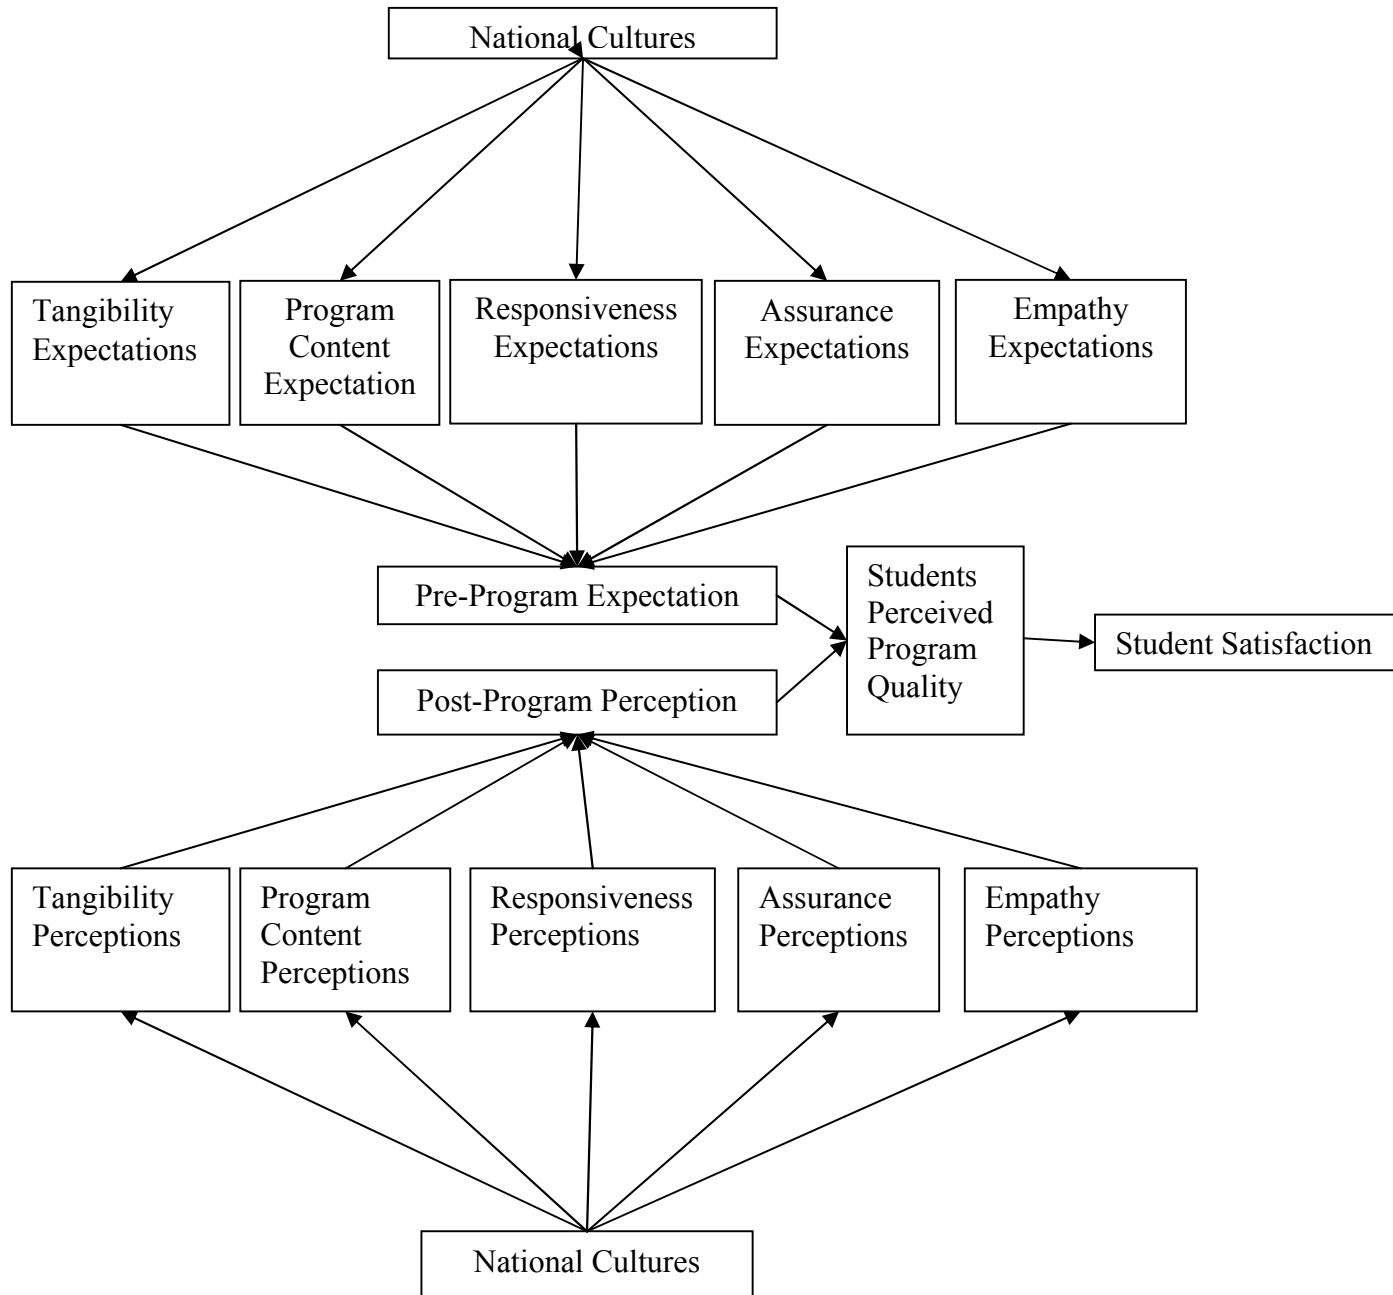 National Cultures
Tangibility
Expectations
Program
Content
Expectation
Responsiveness
Expectations
Assurance
Expectations
Empathy
Expectations
Pre-Program Expectation
Students
Perceived
Program
Quality
Student Satisfaction
Post-Program Perception
Tangibility
Perceptions
Program
Content
Perceptions
Responsiveness
Perceptions
Assurance
Perceptions
Empathy
Perceptions
National Cultures